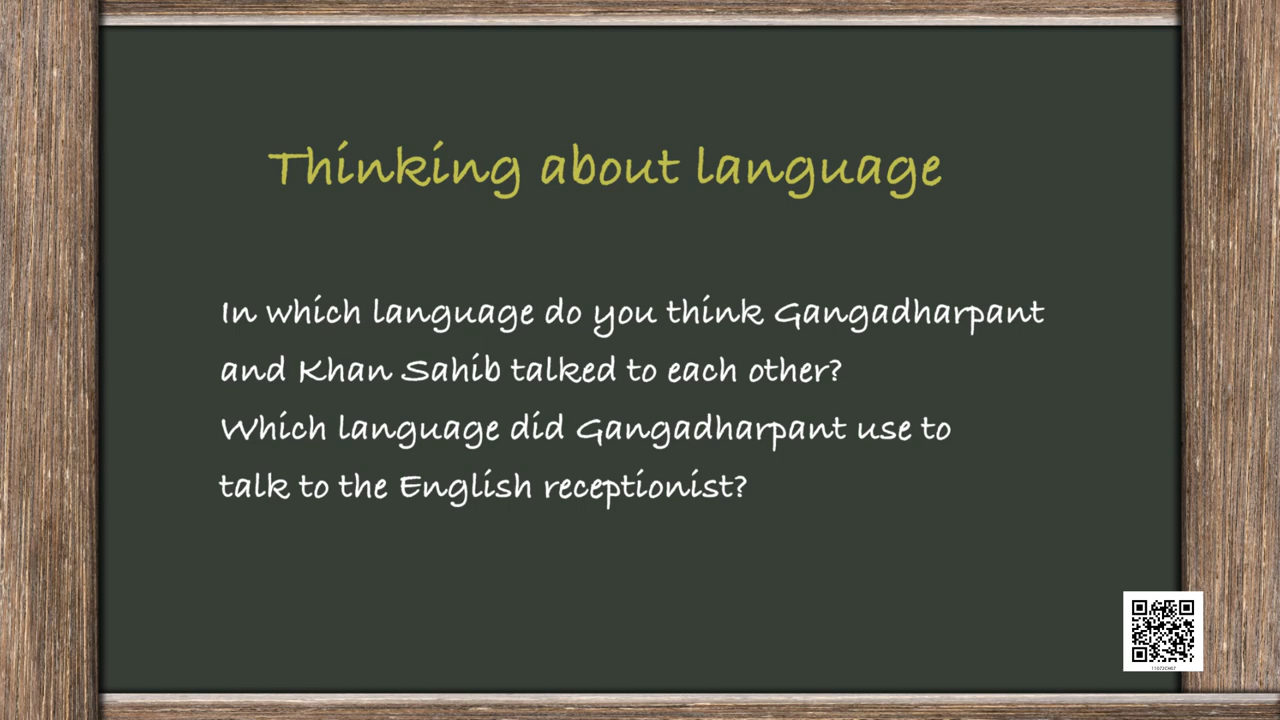 Thinking about language
In which language do you think Gangadharpant
and Khan Sahib talked to each other?
Which language did Gangadharpant use to
talk to the English receptionist?